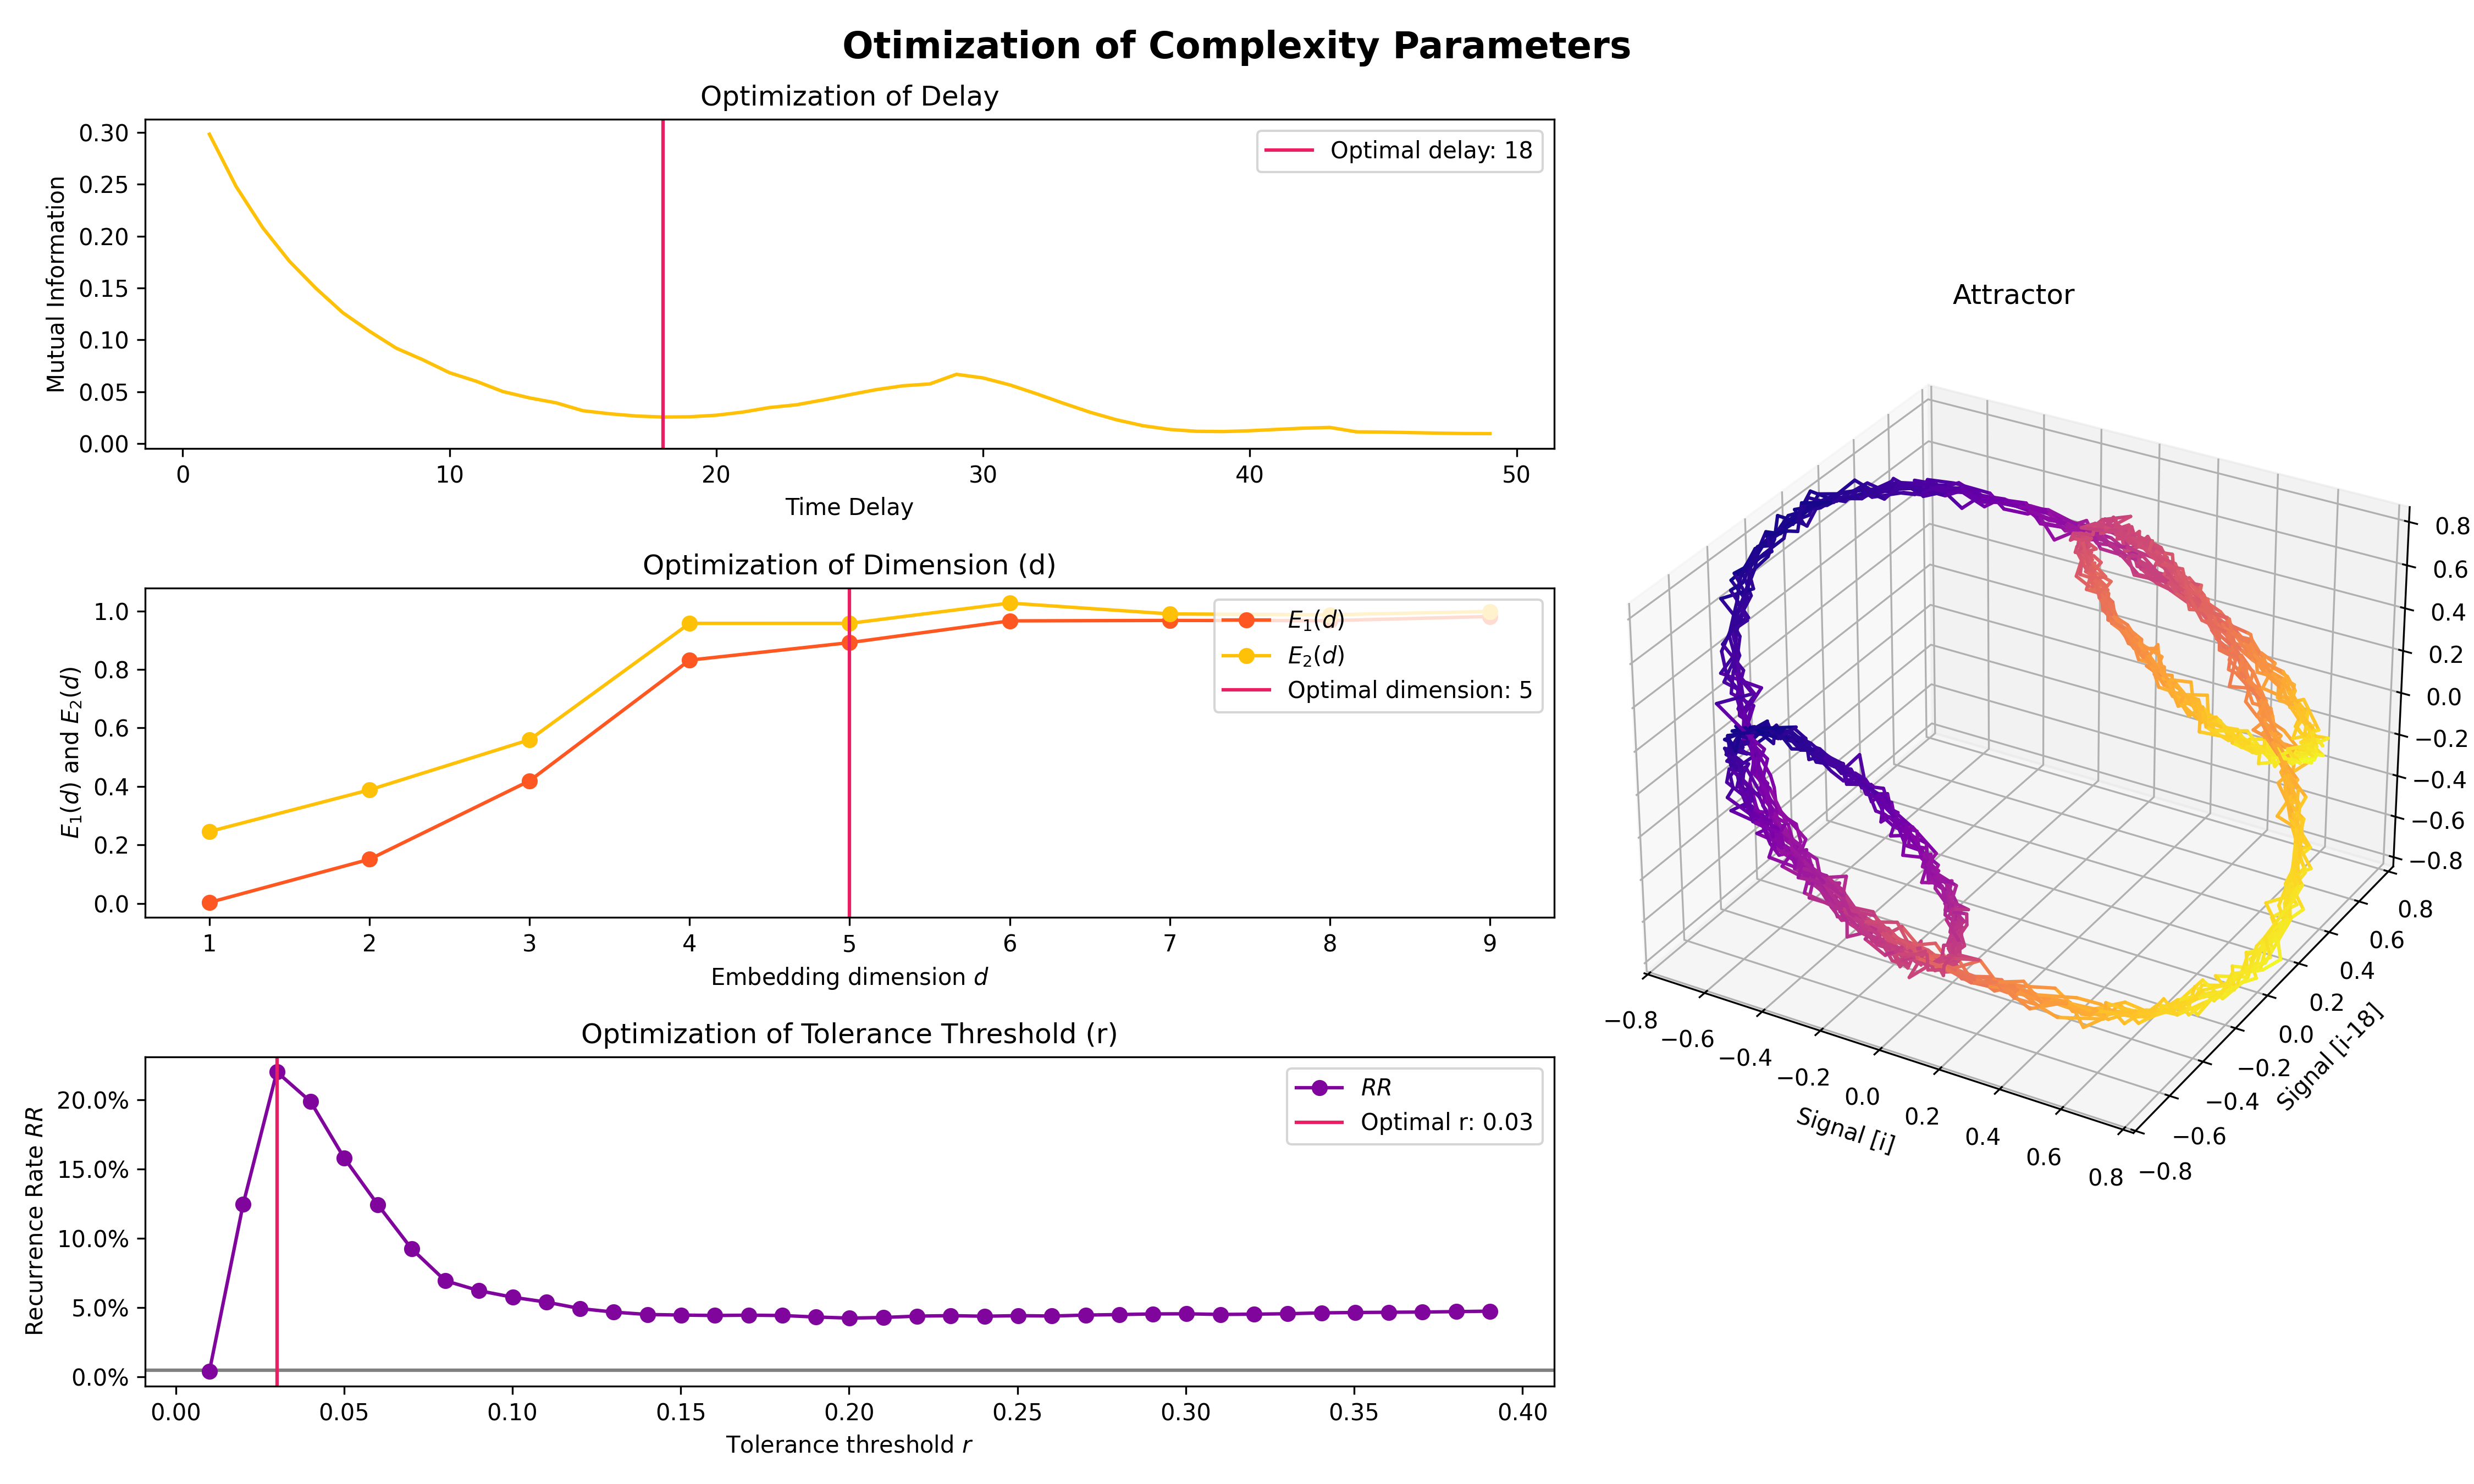 Otimization of Complexity Parameters
Optimization of Delay
Mutual Information
0.30
0.25
0.20
0.15
0.10
0.05
0.00
Optimal delay: 18
0 10 20 30 40 50
Time Delay
Optimization of Dimension (d)
E₁(d) and E₂(d)
1.0
0.8
0.6
0.4
0.2
0.0
E₁(d)
E₂(d)
Optimal dimension: 5
1 2 3 4 5 6 7 8 9
Embedding dimension d
Optimization of Tolerance Threshold (r)
Recurrence Rate RR
20.0%
15.0%
10.0%
5.0%
0.0%
RR
Optimal r: 0.03
0.00 0.05 0.10 0.15 0.20 0.25 0.30 0.35 0.40
Tolerance threshold r
Attractor
0.8
0.6
0.4
0.2
0.0
−0.2
−0.4
−0.6
−0.8
0.8
0.6
0.4
0.2
0.0
−0.2
−0.4
−0.6
−0.8
Signal [i-18]
−0.8
−0.6
−0.4
−0.2
0.0
0.2
0.4
0.6
0.8
Signal [i]